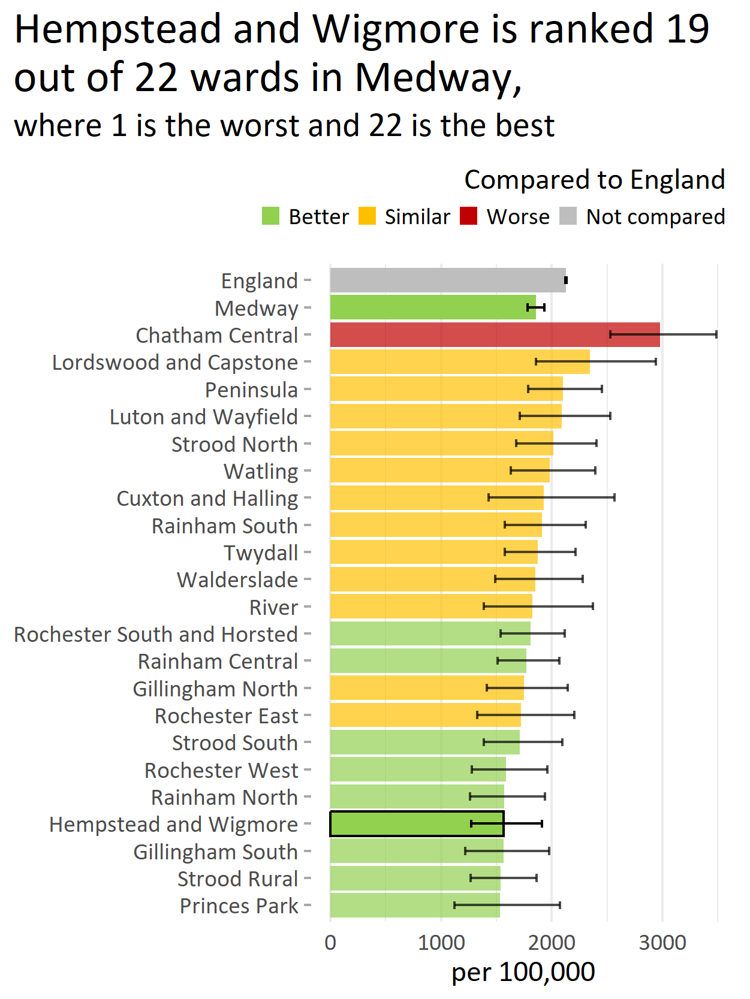 Hempstead and Wigmore is ranked 19
out of 22 wards in Medway,
where 1 is the worst and 22 is the best
Compared to England
Better Similar Worse Not compared
England
Medway
Chatham Central
Lordswood and Capstone
Peninsula
Luton and Wayfield
Strood North
Watling
Cuxton and Halling
Rainham South
Twydall
Walderslade
River
Rochester South and Horsted
Rainham Central
Gillingham North
Rochester East
Strood South
Rochester West
Rainham North
Hempstead and Wigmore
Gillingham South
Strood Rural
Princes Park
0 1000 2000 3000
per 100,000